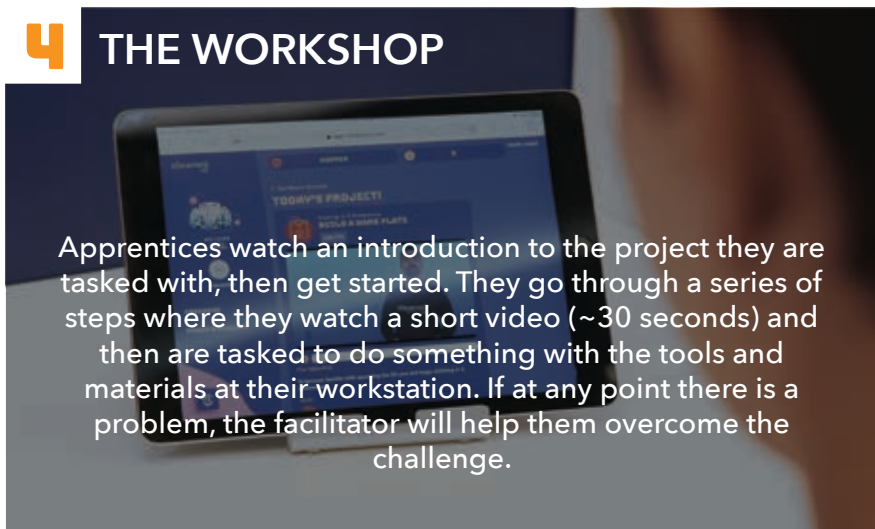 4 THE WORKSHOP
TODAY'S PROJECT!
BUILD A NAME PLATE
Apprentices watch an introduction to the project they are
tasked with, then get started. They go through a series of
steps where they watch a short video (~30 seconds) and
then are tasked to do something with the tools and
materials at their workstation. If at any point there is a
problem, the facilitator will help them overcome the
challenge.